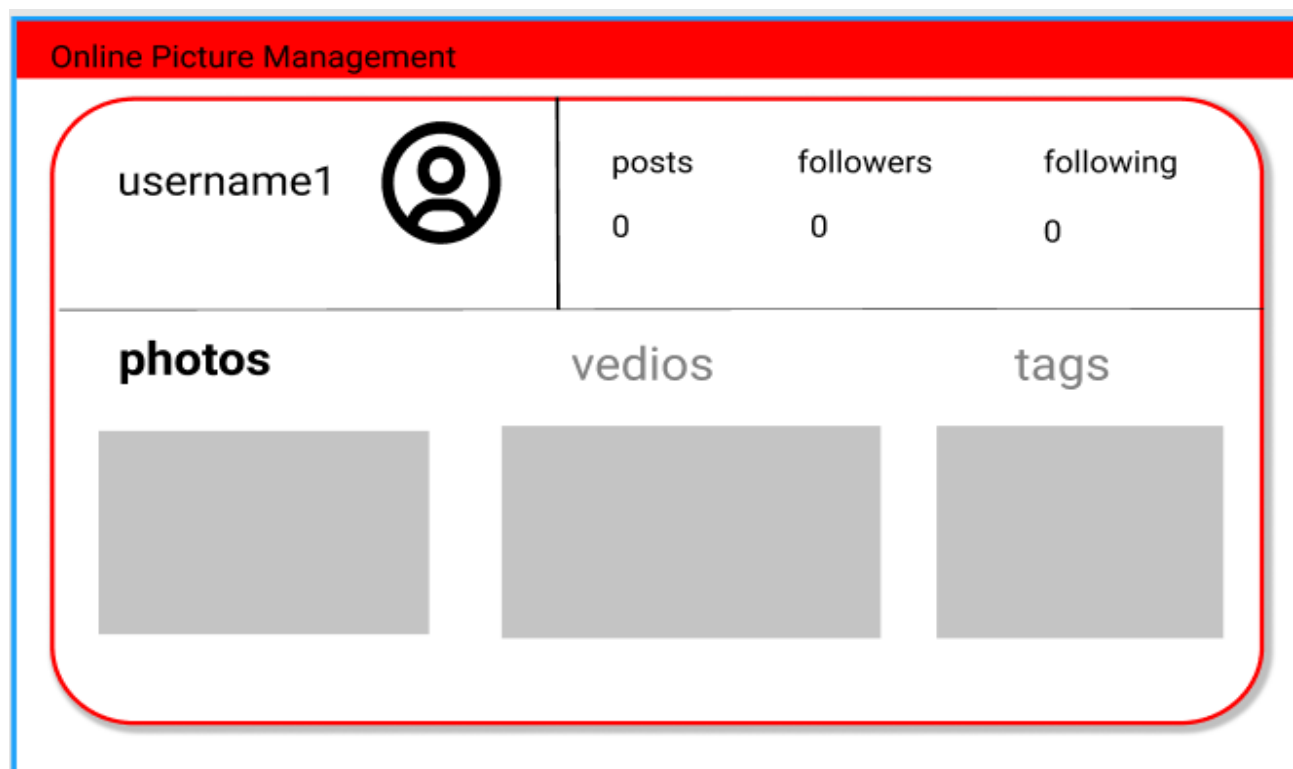 Online Picture Management
username1
posts followers following
0 0 0
photos vedios tags